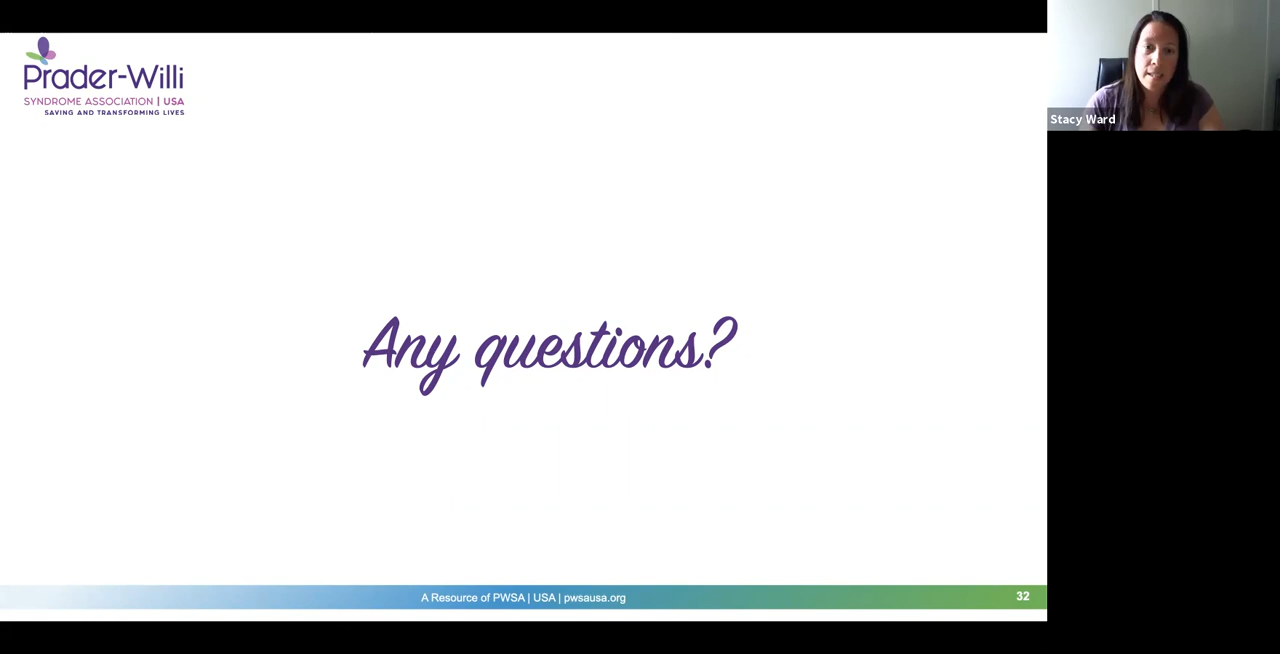 Prader-Willi
SYNDROME ASSOCIATION | USA
SAVING AND TRANSFORMING LIVES
Stacy Ward
Any questions?
A Resource of PWSA | USA | pwsausa.org
32